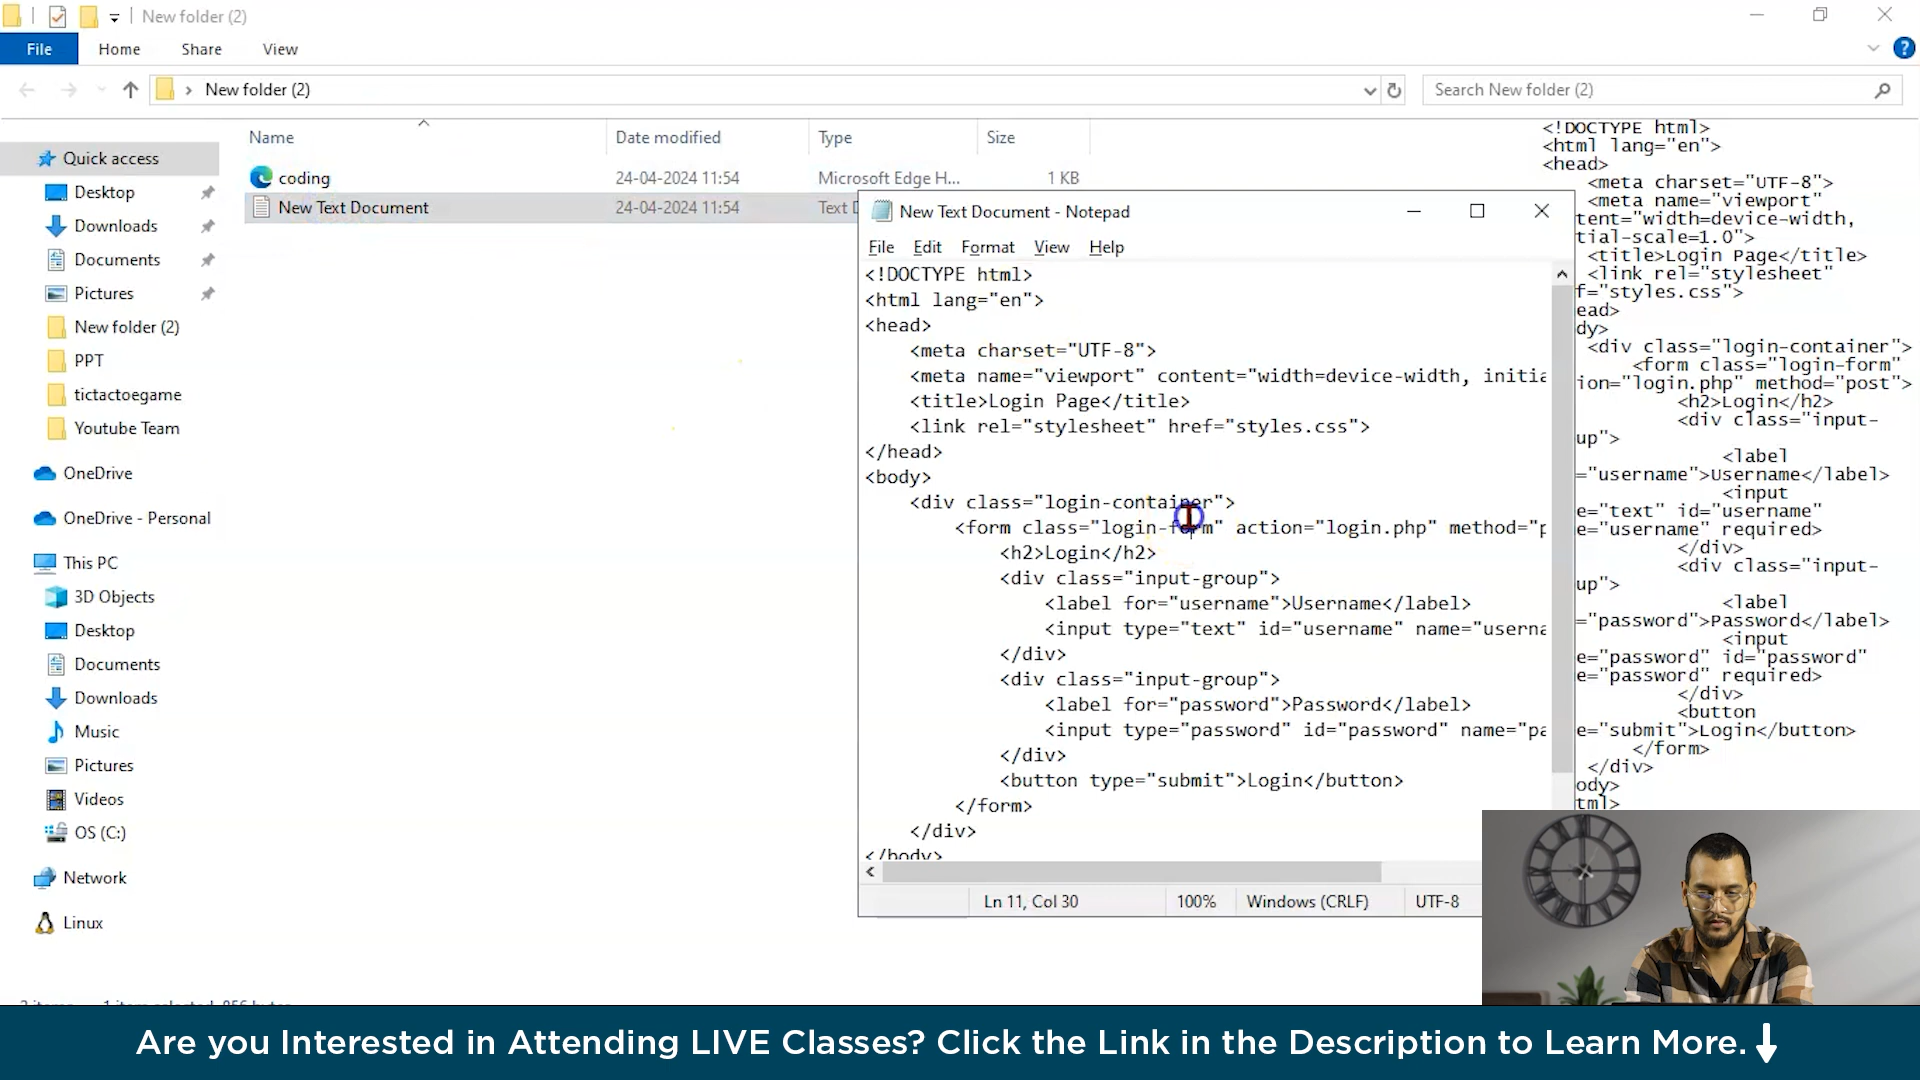 New folder (2)
File Home Share View
New folder (2)
Search New folder (2)
Name Date modified Type Size
Quick access
Desktop
Downloads
Documents
Pictures
New folder (2)
PPT
tictactoegame
Youtube Team
OneDrive
OneDrive - Personal
This PC
3D Objects
Desktop
Documents
Downloads
Music
Pictures
Videos
OS (C:)
Network
Linux
coding 24-04-2024 11:54 Microsoft Edge H... 1 KB
New Text Document 24-04-2024 11:54 Text D
New Text Document - Notepad
File Edit Format View Help
<!DOCTYPE html>
<html lang="en">
<head>
<meta charset="UTF-8">
<meta name="viewport" content="width=device-width, initia
<title>Login Page</title>
<link rel="stylesheet" href="styles.css">
</head>
<body>
<div class="login-container">
<form class="login-form" action="login.php" method="p
<h2>Login</h2>
<div class="input-group">
<label for="username">Username</label>
<input type="text" id="username" name="userna
</div>
<div class="input-group">
<label for="password">Password</label>
<input type="password" id="password" name="pa
</div>
<button type="submit">Login</button>
</form>
</div>
</body>
Ln 11, Col 30 100% Windows (CRLF) UTF-8
<!DOCTYPE html>
<html lang="en">
<head>
<meta charset="UTF-8">
<meta name="viewport"
tent="width=device-width,
tial-scale=1.0">
<title>Login Page</title>
<link rel="stylesheet"
f="styles.css">
ead>
dy>
<div class="login-container">
<form class="login-form"
ion="login.php" method="post">
<h2>Login</h2>
<div class="input-
up">
<label
="username">Username</label>
<input
e="text" id="username"
e="username" required>
</div>
<div class="input-
up">
<label
="password">Password</label>
<input
e="password" id="password"
e="password" required>
</div>
<button
e="submit">Login</button>
</form>
</div>
ody>
tml>
Are you Interested in Attending LIVE Classes? Click the Link in the Description to Learn More.